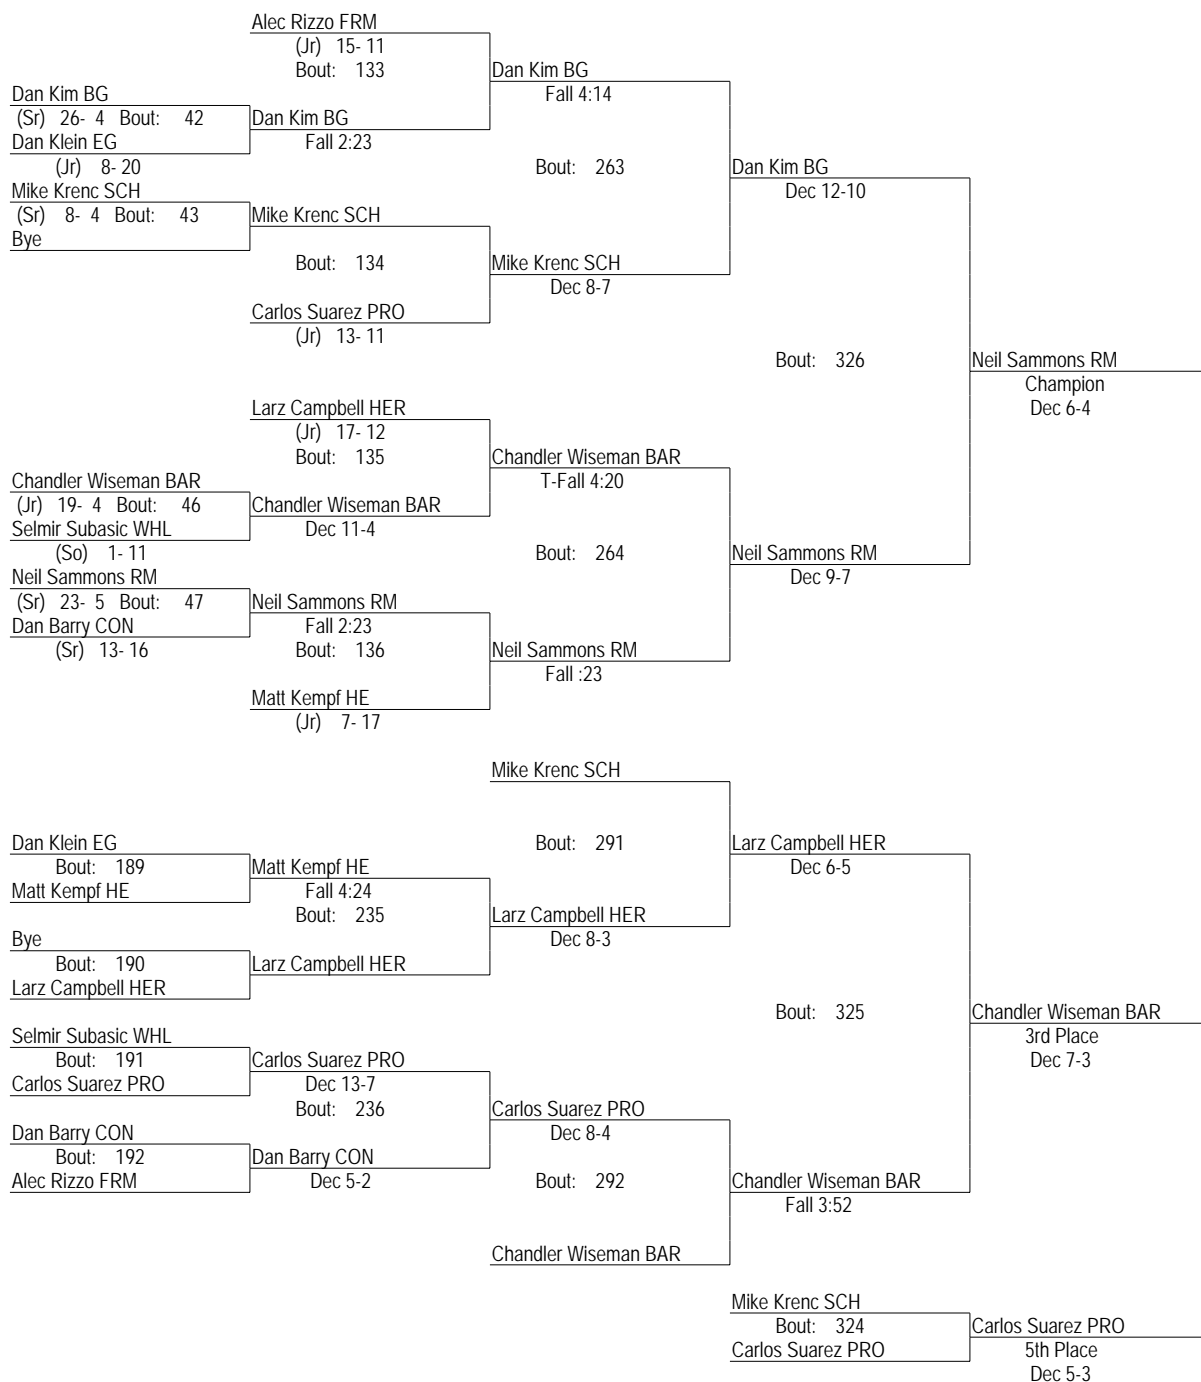 Alec Rizzo FRM
(Jr) 15- 11
Bout: 133
Dan Kim BG
Fall 4:14
Dan Kim BG
(Sr) 26- 4 Bout: 42
Dan Kim BG
Fall 2:23
Dan Klein EG
(Jr) 8- 20
Bout: 263
Dan Kim BG
Dec 12-10
Mike Krenc SCH
(Sr) 8- 4 Bout: 43
Mike Krenc SCH
Bye
Bout: 134
Mike Krenc SCH
Dec 8-7
Carlos Suarez PRO
(Jr) 13- 11
Bout: 326
Neil Sammons RM
Champion
Dec 6-4
Larz Campbell HER
(Jr) 17- 12
Bout: 135
Chandler Wiseman BAR
T-Fall 4:20
Chandler Wiseman BAR
(Jr) 19- 4 Bout: 46
Chandler Wiseman BAR
Dec 11-4
Selmir Subasic WHL
(So) 1- 11
Bout: 264
Neil Sammons RM
Dec 9-7
Neil Sammons RM
(Sr) 23- 5 Bout: 47
Neil Sammons RM
Fall 2:23
Dan Barry CON
(Sr) 13- 16
Bout: 136
Neil Sammons RM
Fall :23
Matt Kempf HE
(Jr) 7- 17
Mike Krenc SCH
Dan Klein EG
Bout: 189
Matt Kempf HE
Matt Kempf HE
Fall 4:24
Bout: 235
Bout: 291
Larz Campbell HER
Dec 6-5
Larz Campbell HER
Dec 8-3
Bye
Bout: 190
Larz Campbell HER
Larz Campbell HER
Bout: 325
Chandler Wiseman BAR
3rd Place
Dec 7-3
Selmir Subasic WHL
Bout: 191
Carlos Suarez PRO
Carlos Suarez PRO
Dec 13-7
Bout: 236
Carlos Suarez PRO
Dec 8-4
Dan Barry CON
Bout: 192
Alec Rizzo FRM
Dan Barry CON
Dec 5-2
Bout: 292
Chandler Wiseman BAR
Fall 3:52
Chandler Wiseman BAR
Mike Krenc SCH
Bout: 324
Carlos Suarez PRO
Carlos Suarez PRO
5th Place
Dec 5-3